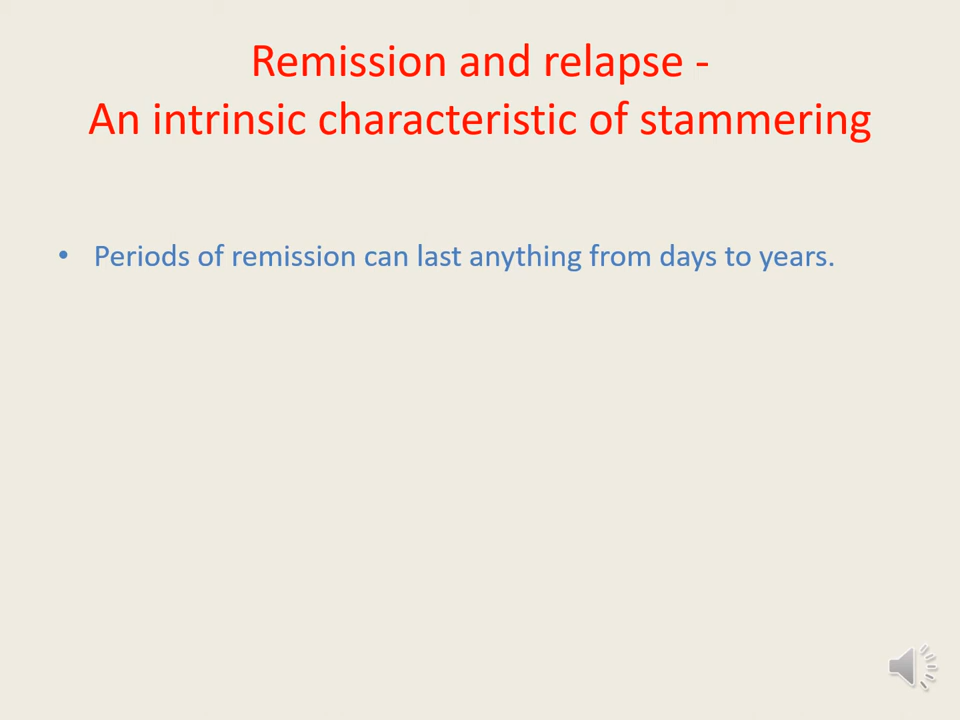 Remission and relapse -
An intrinsic characteristic of stammering
• Periods of remission can last anything from days to years.